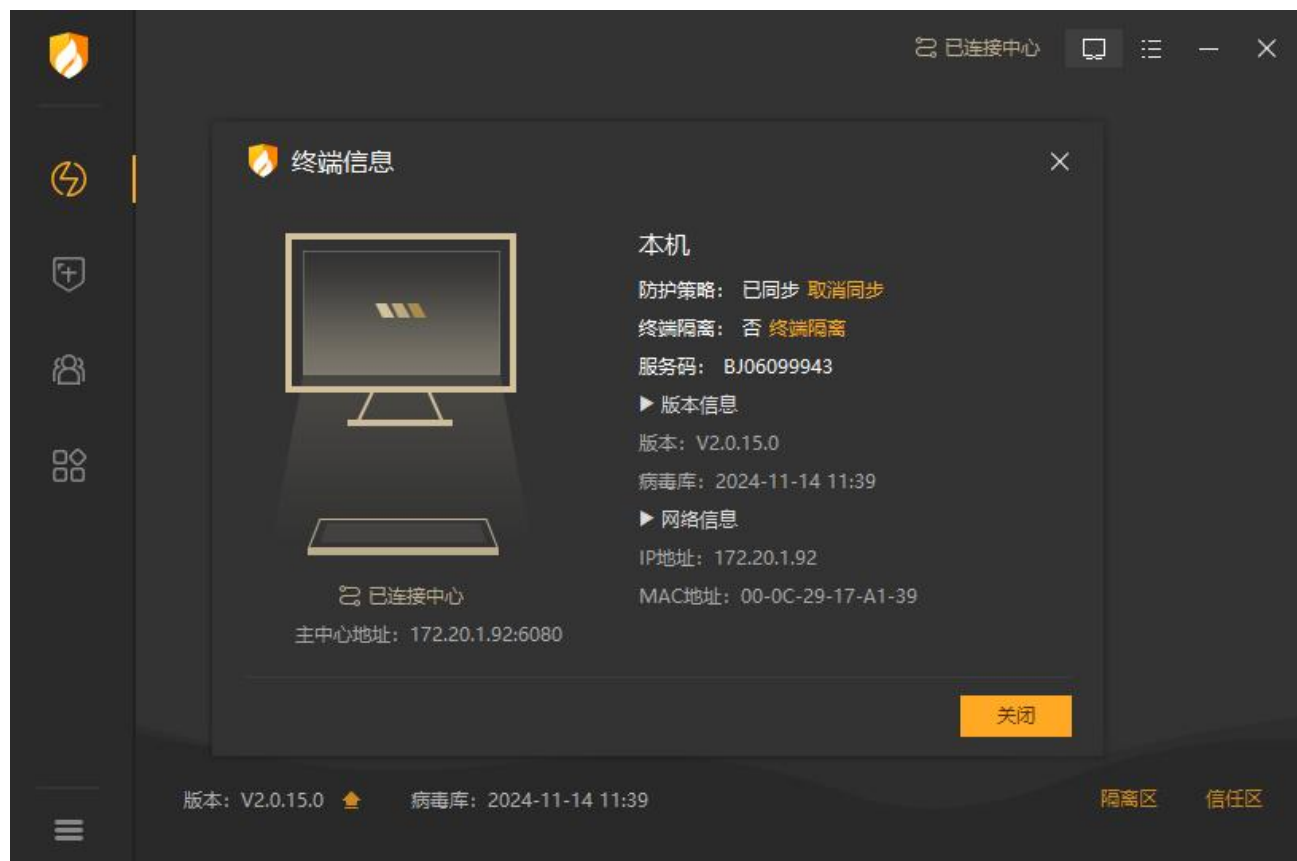 已连接中心
终端信息
本机
防护策略： 已同步 取消同步
终端隔离： 否 终端隔离
服务码： BJ06099943
▶ 版本信息
版本：V2.0.15.0
病毒库：2024-11-14 11:39
▶ 网络信息
IP地址：172.20.1.92
MAC地址：00-0C-29-17-A1-39
已连接中心
主中心地址：172.20.1.92:6080
关闭
版本：V2.0.15.0 病毒库：2024-11-14 11:39 隔离区 信任区